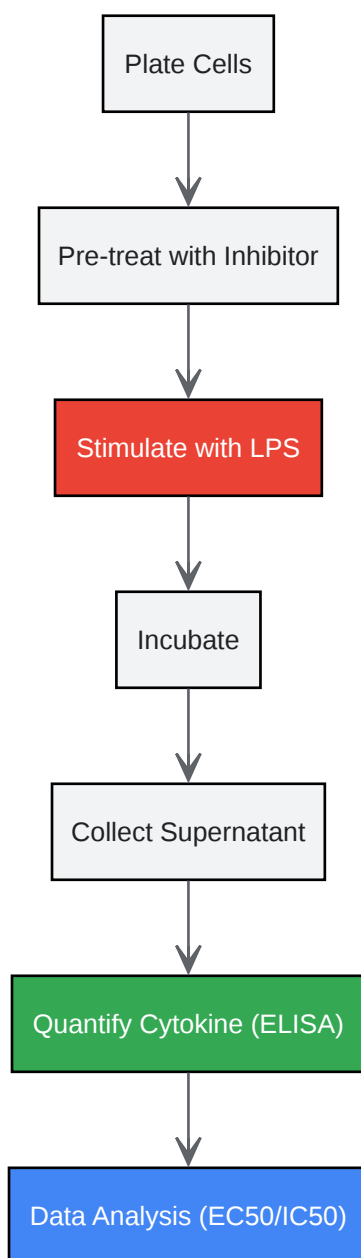 Plate Cells
Pre-treat with Inhibitor
Stimulate with LPS
Incubate
Collect Supernatant
Quantify Cytokine (ELISA)
Data Analysis (EC50/IC50)